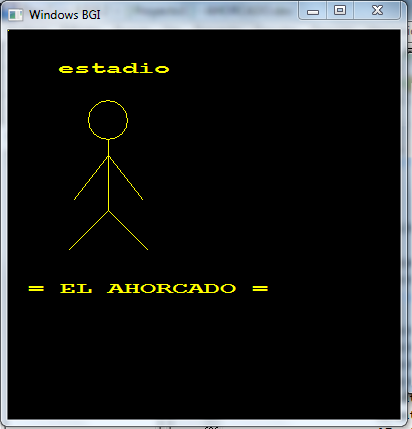 Windows BGI
estadio
= EL AHORCADO =